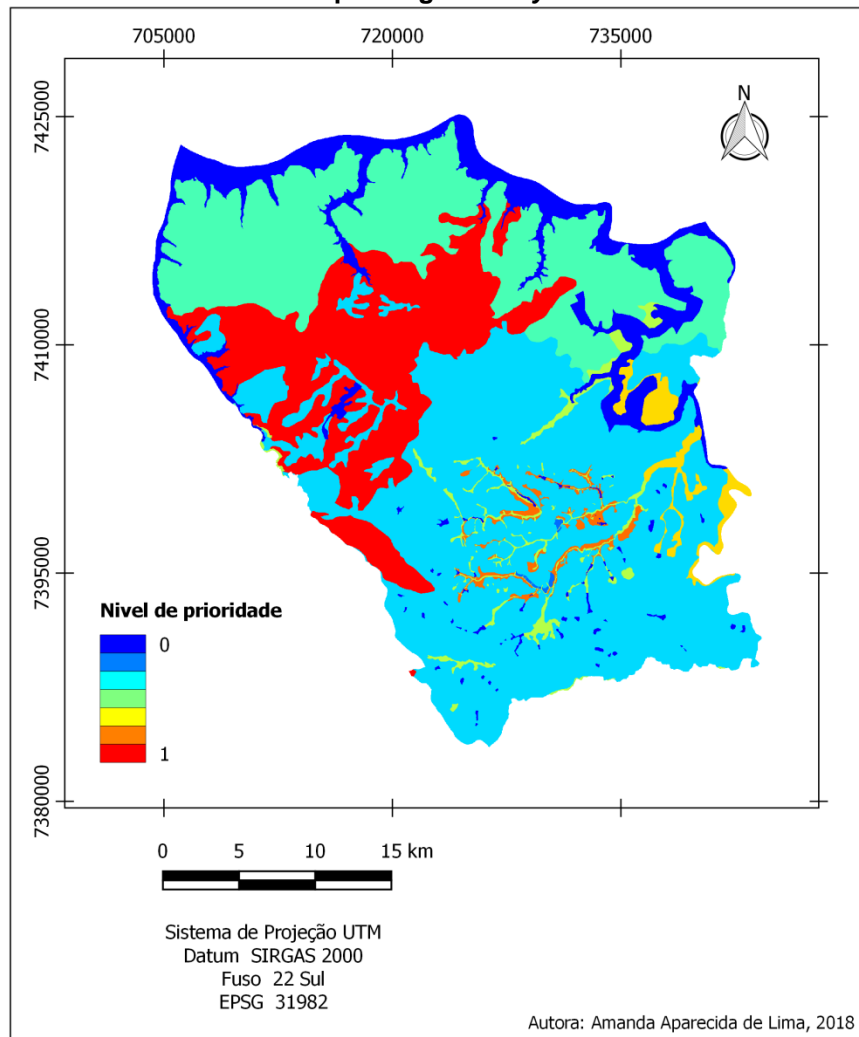 705000 720000 735000
N
7425000
7410000
7395000
7380000
Nivel de prioridade
0
1
0 5 10 15 km
Sistema de Projeção UTM
Datum SIRGAS 2000
Fuso 22 Sul
EPSG 31982
Autora: Amanda Aparecida de Lima, 2018